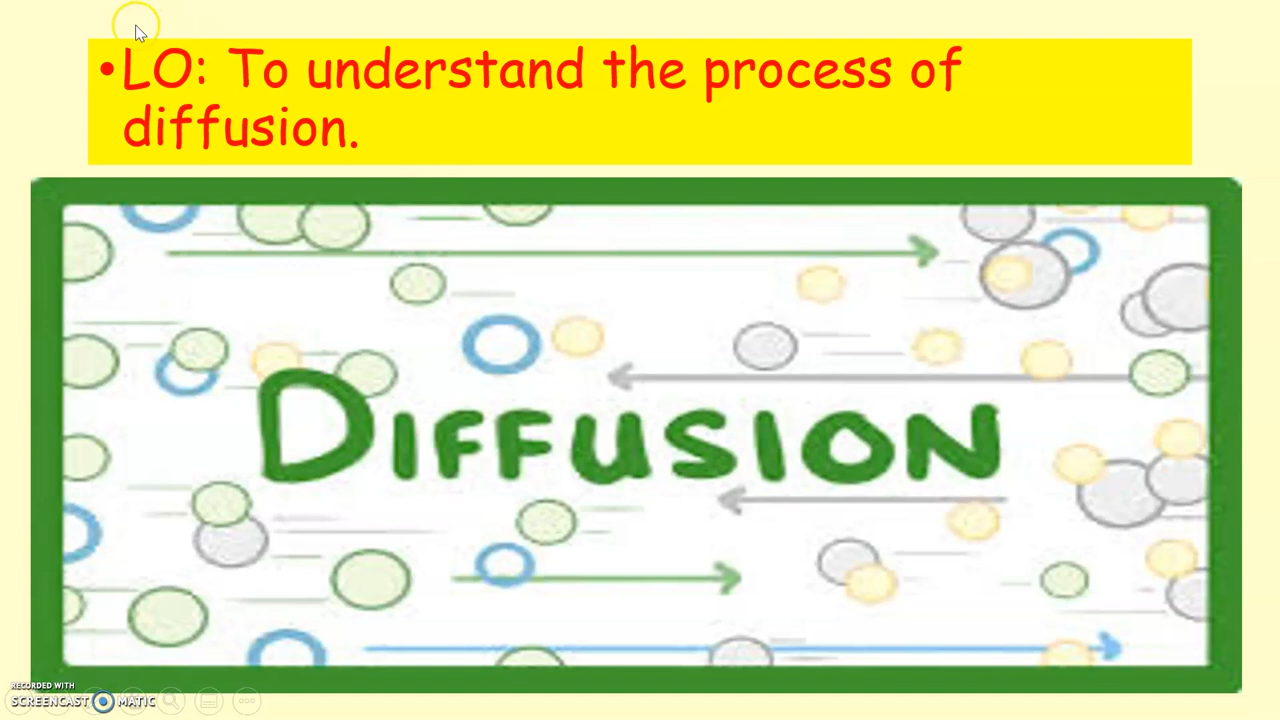 •LO: To understand the process of
diffusion.
DIFFUSION
RECORDED WITH
SCREENCAST MATIC